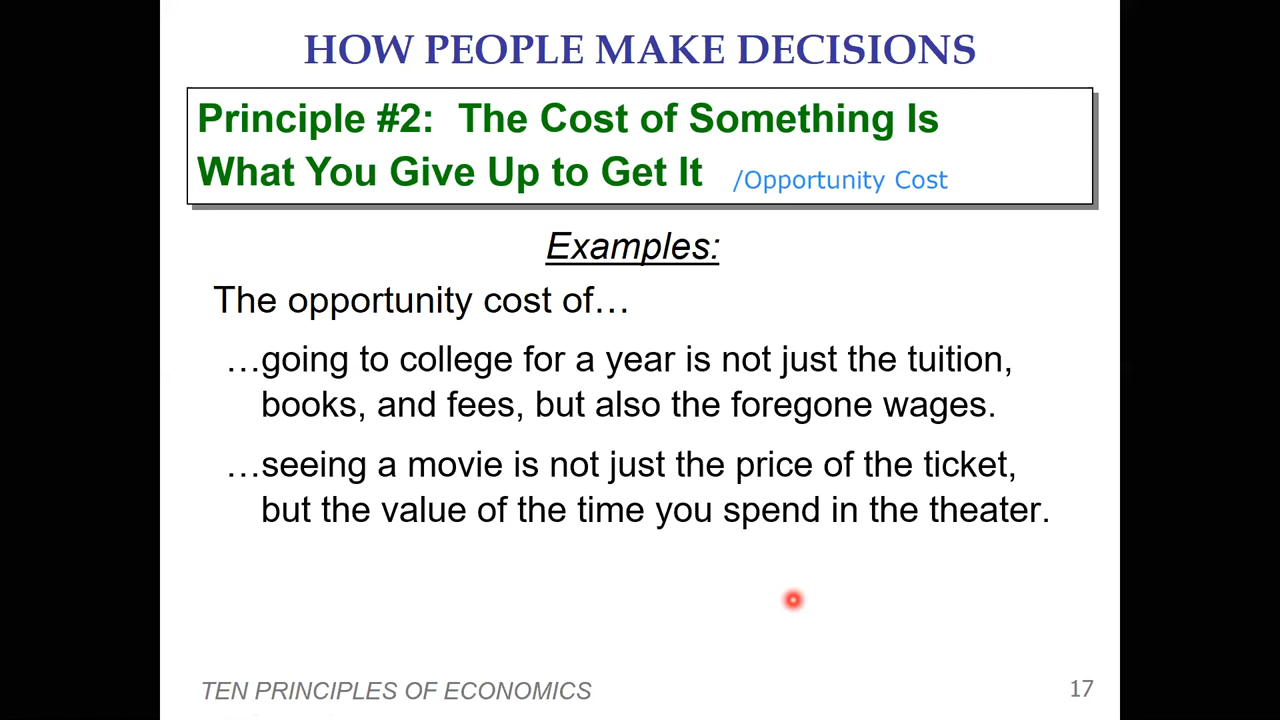 HOW PEOPLE MAKE DECISIONS
Principle #2: The Cost of Something Is
What You Give Up to Get It /Opportunity Cost
Examples:
The opportunity cost of…
…going to college for a year is not just the tuition,
books, and fees, but also the foregone wages.
…seeing a movie is not just the price of the ticket,
but the value of the time you spend in the theater.
TEN PRINCIPLES OF ECONOMICS 17